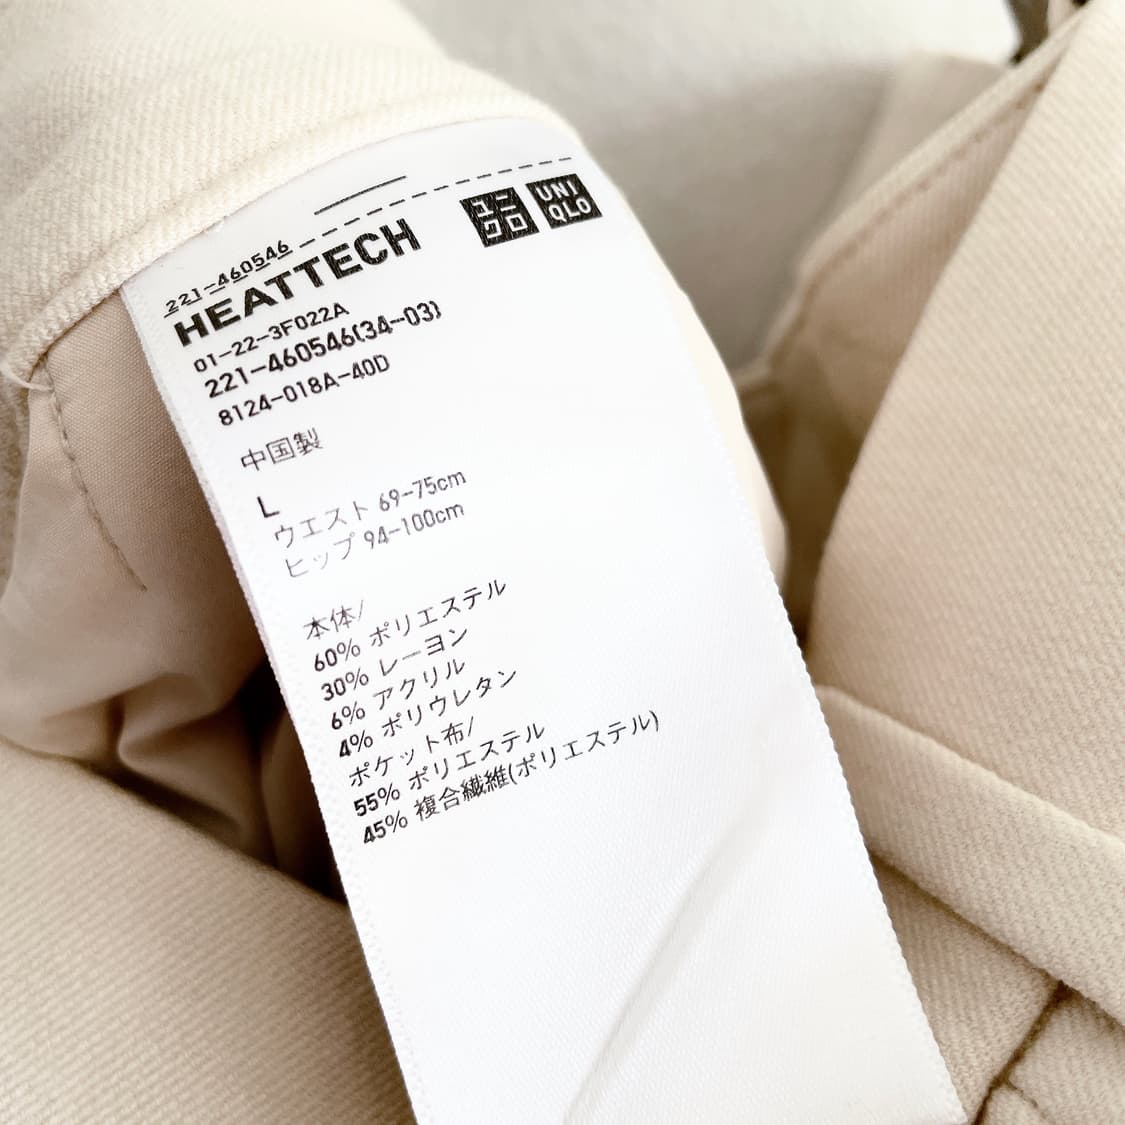 ユニクロ
UNIQLO
221-460546
HEATTECH
01-22-3F022A
221-460546(34-03)
8124-018A-40D
中国製
L
ウエスト 69-75cm
ヒップ 94-100cm
本体/
60% ポリエステル
30% レーヨン
6% アクリル
4% ポリウレタン
ポケット布/
55% ポリエステル
45% 複合繊維(ポリエステル)